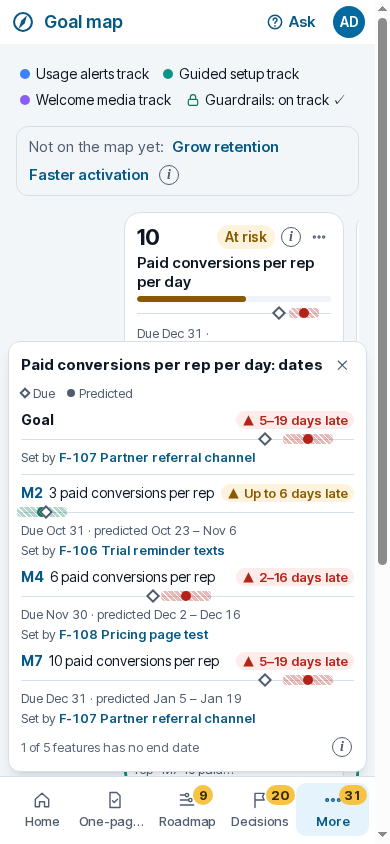 Goal map
Ask
AD
Usage alerts track
Guided setup track
Welcome media track
Guardrails: on track ✓
Not on the map yet: Grow retention
Faster activation
i
10
At risk
i
Paid conversions per rep
per day
Due Dec 31 ·
Paid conversions per rep per day: dates
Due
Predicted
Goal
▲ 5–19 days late
Set by F-107 Partner referral channel
M2 3 paid conversions per rep
▲ Up to 6 days late
Due Oct 31 · predicted Oct 23 – Nov 6
Set by F-106 Trial reminder texts
M4 6 paid conversions per rep
▲ 2–16 days late
Due Nov 30 · predicted Dec 2 – Dec 16
Set by F-108 Pricing page test
M7 10 paid conversions per rep
▲ 5–19 days late
Due Dec 31 · predicted Jan 5 – Jan 19
Set by F-107 Partner referral channel
1 of 5 features has no end date
i
9
20
31
Home
One-pag...
Roadmap
Decisions
More